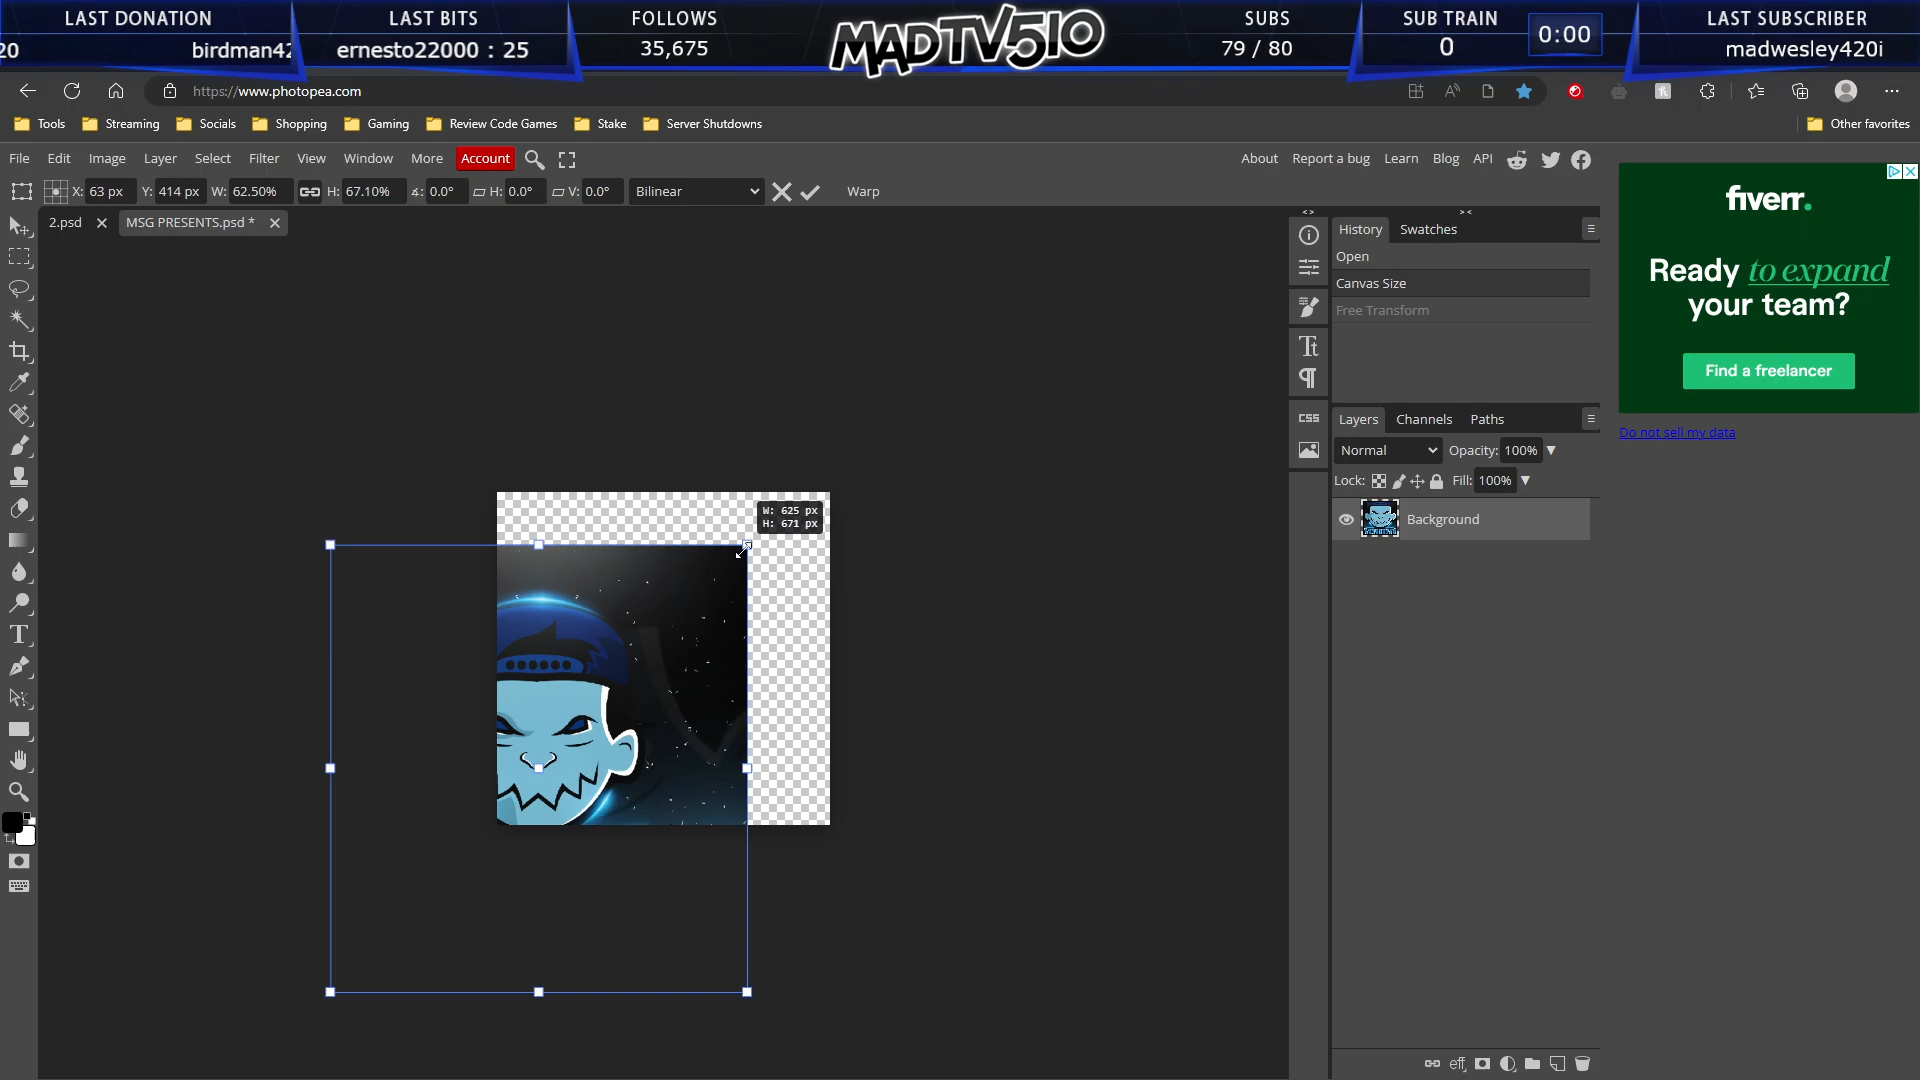 LAST DONATION
20 birdman42
LAST BITS
ernesto22000 : 25
FOLLOWS
35,675
MADTV510
SUBS
79 / 80
SUB TRAIN
0
0:00
LAST SUBSCRIBER
madwesley420i
https://www.photopea.com
Tools Streaming Socials Shopping Gaming Review Code Games Stake Server Shutdowns Other favorites
File Edit Image Layer Select Filter View Window More Account About Report a bug Learn Blog API
X: 63 px Y: 414 px W: 62.50% H: 67.10% ∡: 0.0° H: 0.0° V: 0.0° Bilinear Warp
2.psd MSG PRESENTS.psd *
W: 625 px
H: 671 px
< >
> <
History Swatches
Open
Canvas Size
Free Transform
CSS
Layers Channels Paths
Normal Opacity: 100%
Lock: Fill: 100%
Background
eff
fiverr.
Ready to expand
your team?
Find a freelancer
Do not sell my data